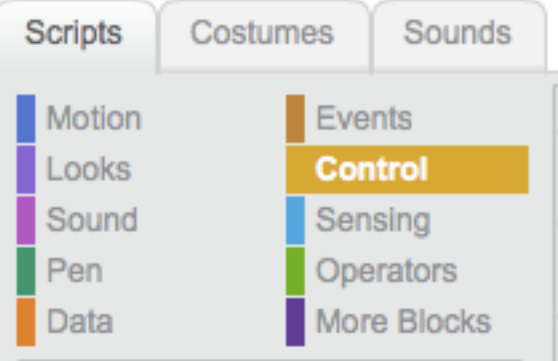 Scripts Costumes Sounds
Motion Events
Looks Control
Sound Sensing
Pen Operators
Data More Blocks